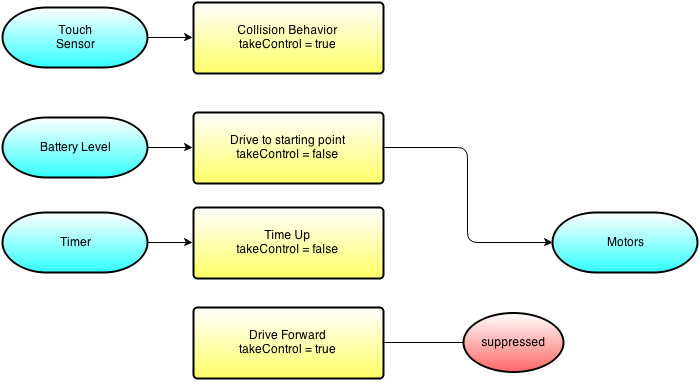 Touch
Sensor
Collision Behavior
takeControl = true
Battery Level
Drive to starting point
takeControl = false
Timer
Time Up
takeControl = false
Motors
Drive Forward
takeControl = true
suppressed